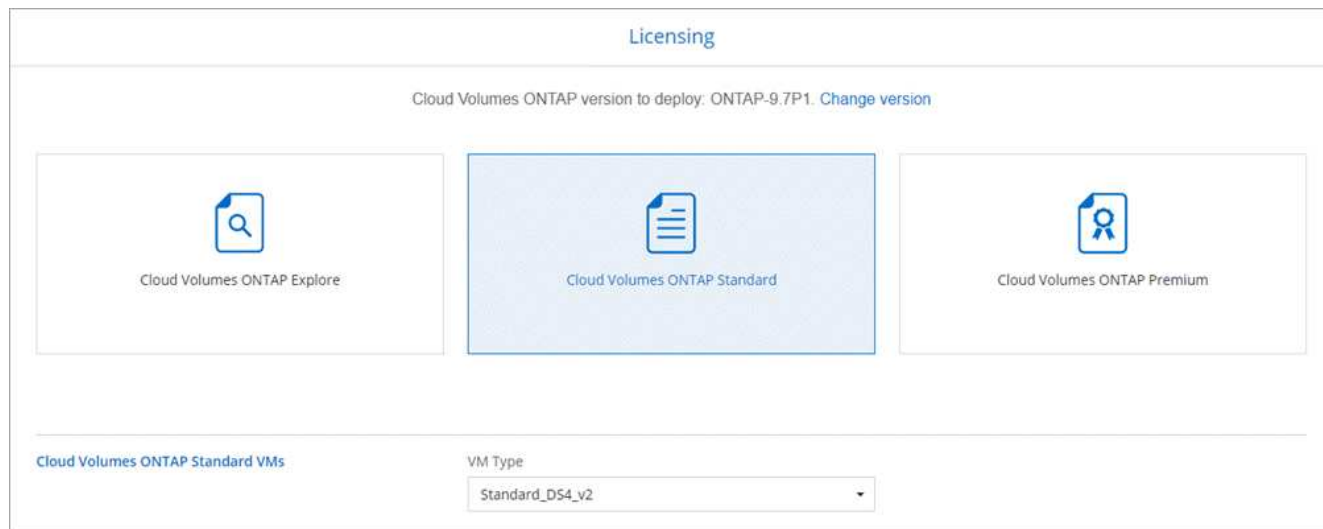 Licensing
Cloud Volumes ONTAP version to deploy: ONTAP-9.7P1. Change version
Cloud Volumes ONTAP Explore
Cloud Volumes ONTAP Standard
Cloud Volumes ONTAP Premium
Cloud Volumes ONTAP Standard VMs
VM Type
Standard_DS4_v2